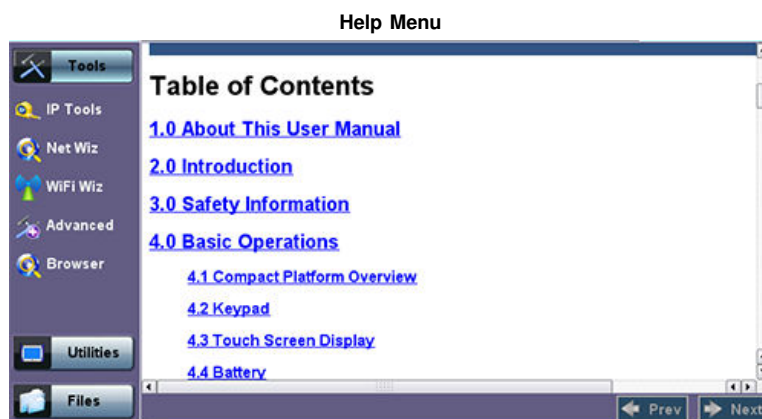 Help Menu
Tools
IP Tools
Net Wiz
WiFi Wiz
Advanced
Browser
Utilities
Files
Table of Contents
1.0 About This User Manual
2.0 Introduction
3.0 Safety Information
4.0 Basic Operations
4.1 Compact Platform Overview
4.2 Keypad
4.3 Touch Screen Display
4.4 Battery
Prev
Next